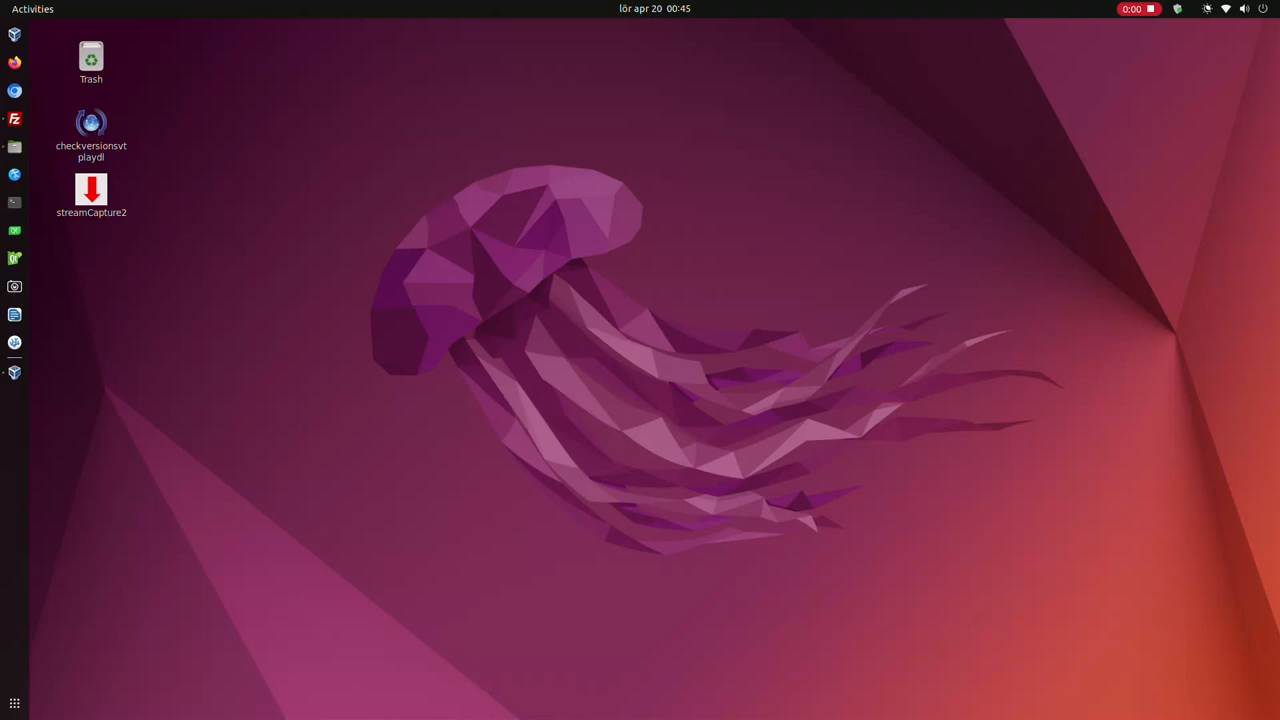 Activities
lör apr 20 00:45
0:00
Trash
checkversionsvt
playdl
streamCapture2